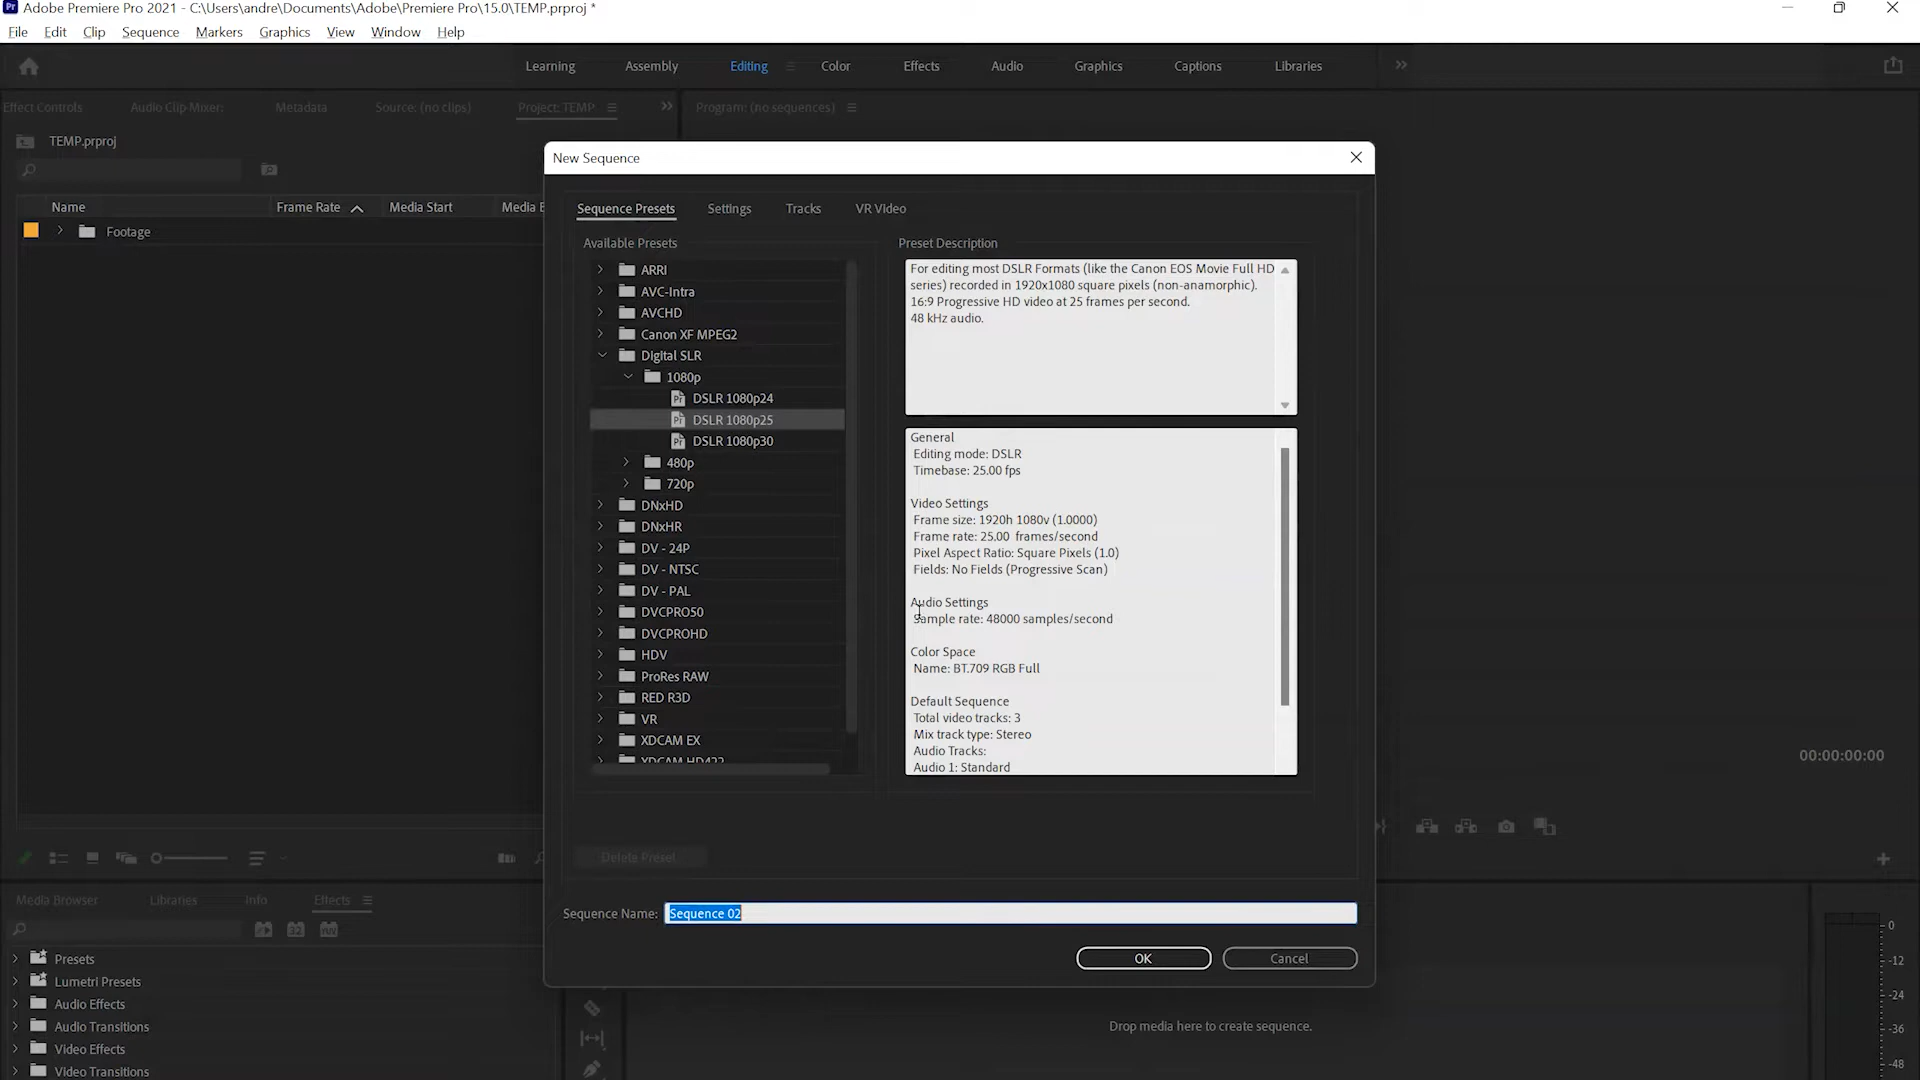 Adobe Premiere Pro 2021 - C:\Users\andre\Documents\Adobe\Premiere Pro\15.0\TEMP.prproj *
File Edit Clip Sequence Markers Graphics View Window Help
Learning Assembly Editing Color Effects Audio Graphics Captions Libraries
Effect Controls Audio Clip Mixer: Metadata Source: (no clips) Project: TEMP Program: (no sequences)
TEMP.prproj
Name Frame Rate Media Start Media E
Footage
New Sequence
Sequence Presets Settings Tracks VR Video
Available Presets
ARRI
AVC-Intra
AVCHD
Canon XF MPEG2
Digital SLR
1080p
DSLR 1080p24
DSLR 1080p25
DSLR 1080p30
480p
720p
DNxHD
DNxHR
DV - 24P
DV - NTSC
DV - PAL
DVCPRO50
DVCPROHD
HDV
ProRes RAW
RED R3D
VR
XDCAM EX
XDCAM HD422
Preset Description
For editing most DSLR Formats (like the Canon EOS Movie Full HD
series) recorded in 1920x1080 square pixels (non-anamorphic).
16:9 Progressive HD video at 25 frames per second.
48 kHz audio.
General
Editing mode: DSLR
Timebase: 25.00 fps
Video Settings
Frame size: 1920h 1080v (1.0000)
Frame rate: 25.00 frames/second
Pixel Aspect Ratio: Square Pixels (1.0)
Fields: No Fields (Progressive Scan)
Audio Settings
Sample rate: 48000 samples/second
Color Space
Name: BT.709 RGB Full
Default Sequence
Total video tracks: 3
Mix track type: Stereo
Audio Tracks:
Audio 1: Standard
Delete Preset
Sequence Name: Sequence 02
OK Cancel
00:00:00:00
Media Browser Libraries Info Effects
32 YUV
Presets
Lumetri Presets
Audio Effects
Audio Transitions
Video Effects
Video Transitions
Drop media here to create sequence.
0
-12
-24
-36
-48